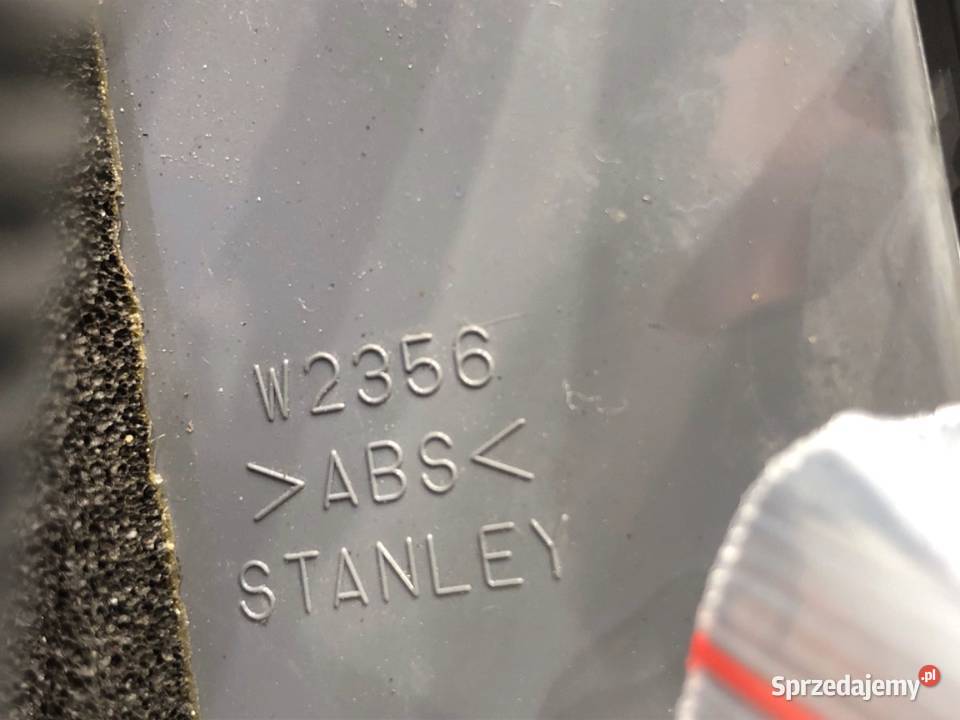 W2356
>ABS<
STANLEY
Sprzedajemy.pl